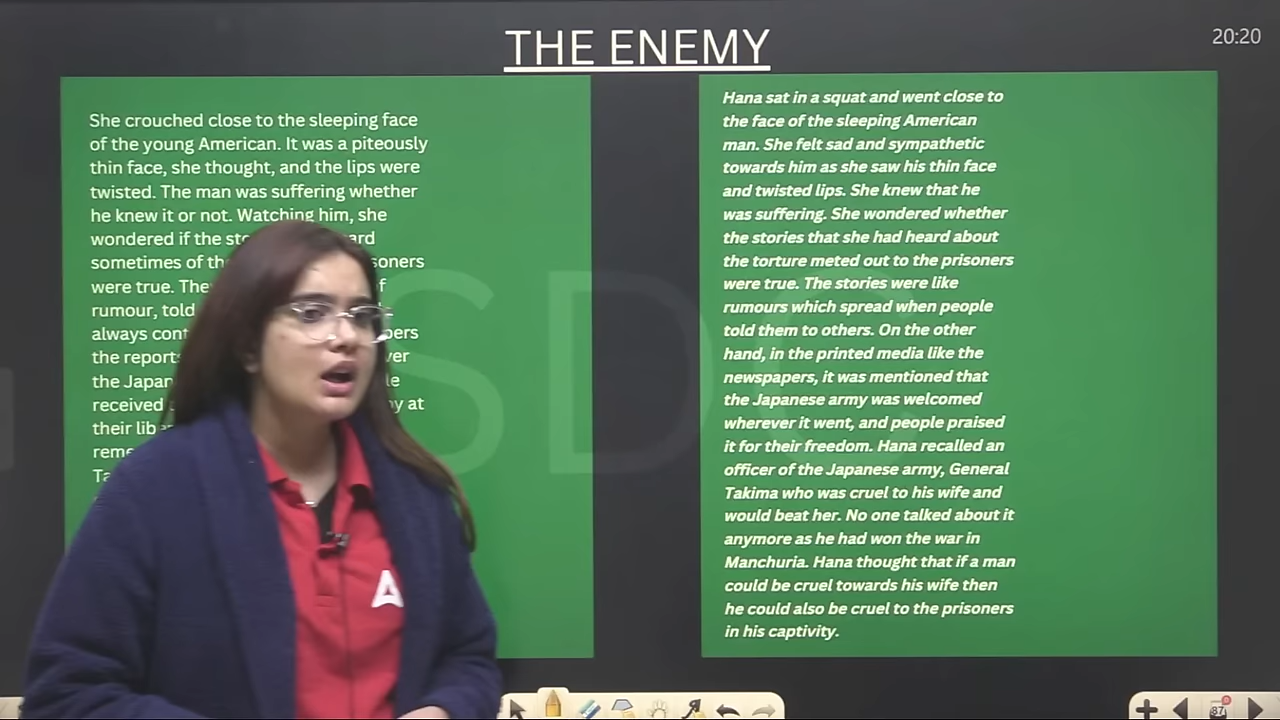 THE ENEMY
20:20
She crouched close to the sleeping face
of the young American. It was a piteously
thin face, she thought, and the lips were
twisted. The man was suffering whether
he knew it or not. Watching him, she
wondered if the
sometimes of
were true.
rumour, told
always
the reports
the
received at
their
Hana sat in a squat and went close to
the face of the sleeping American
man. She felt sad and sympathetic
towards him as she saw his thin face
and twisted lips. She knew that he
was suffering. She wondered whether
the stories that she had heard about
the torture meted out to the prisoners
were true. The stories were like
rumours which spread when people
told them to others. On the other
hand, in the printed media like the
newspapers, it was mentioned that
the Japanese army was welcomed
wherever it went, and people praised
it for their freedom. Hana recalled an
officer of the Japanese army, General
Takima who was cruel to his wife and
would beat her. No one talked about it
anymore as he had won the war in
Manchuria. Hana thought that if a man
could be cruel towards his wife then
he could also be cruel to the prisoners
in his captivity.
SDC
87